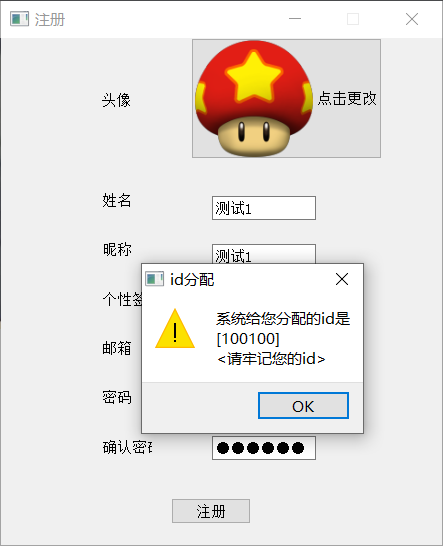 注册
头像
点击更改
姓名
测试1
昵称
测试1
个性签
id分配
系统给您分配的id是
[100100]
<请牢记您的id>
OK
邮箱
密码
确认密
●●●●●●
注册